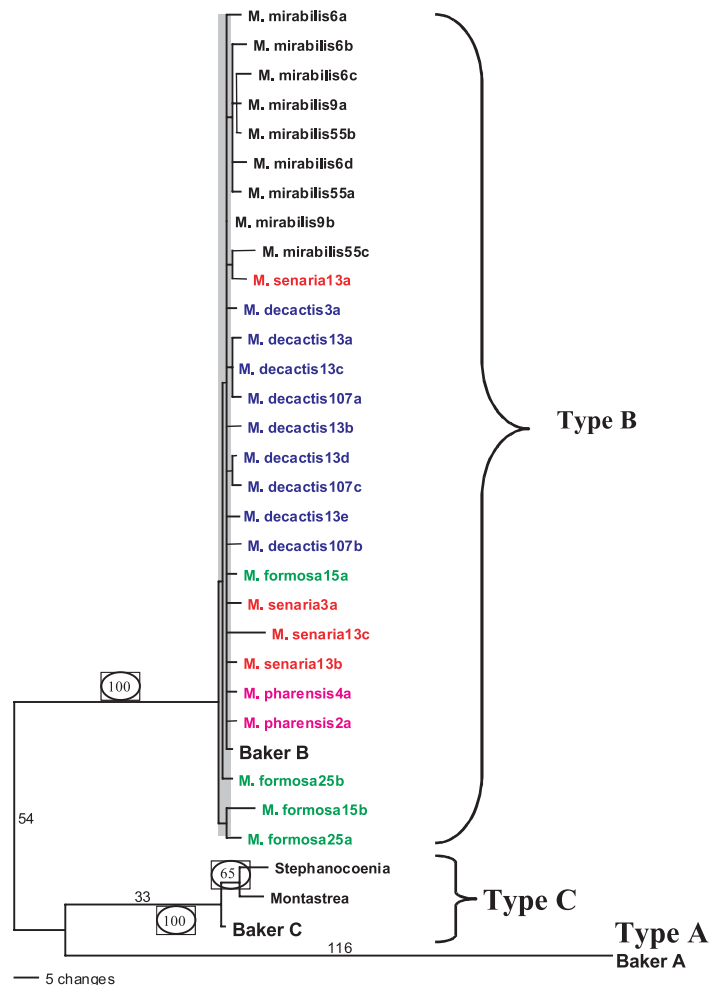 M. mirabilis6a
M. mirabilis6b
M. mirabilis6c
M. mirabilis9a
M. mirabilis55b
M. mirabilis6d
M. mirabilis55a
M. mirabilis9b
M. mirabilis55c
M. senaria13a
M. decactis3a
M. decactis13a
M. decactis13c
M. decactis107a
M. decactis13b
M. decactis13d
M. decactis107c
M. decactis13e
M. decactis107b
M. formosa15a
M. senaria3a
M. senaria13c
M. senaria13b
M. pharensis4a
M. pharensis2a
Baker B
M. formosa25b
M. formosa15b
M. formosa25a
Type B
100
54
Stephanocoenia
Montastrea
Baker C
65
33
100
Type C
Type A
116
Baker A
5 changes